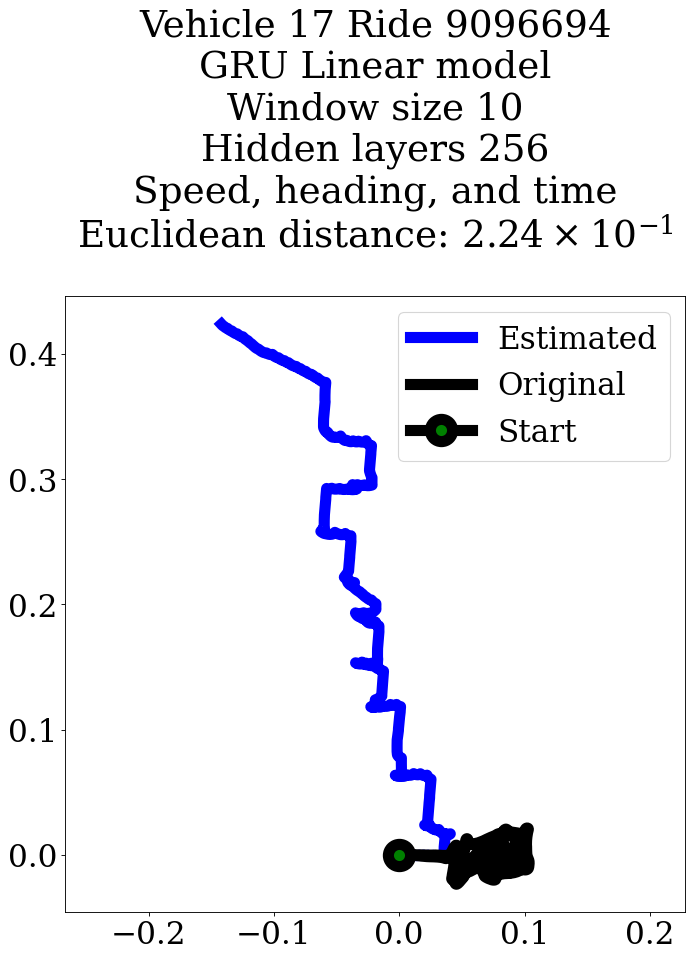 Vehicle 17 Ride 9096694
GRU Linear model
Window size 10
Hidden layers 256
Speed, heading, and time
Euclidean distance: 2.24 × 10⁻¹
Estimated
Original
Start
0.4
0.3
0.2
0.1
0.0
−0.2 −0.1 0.0 0.1 0.2